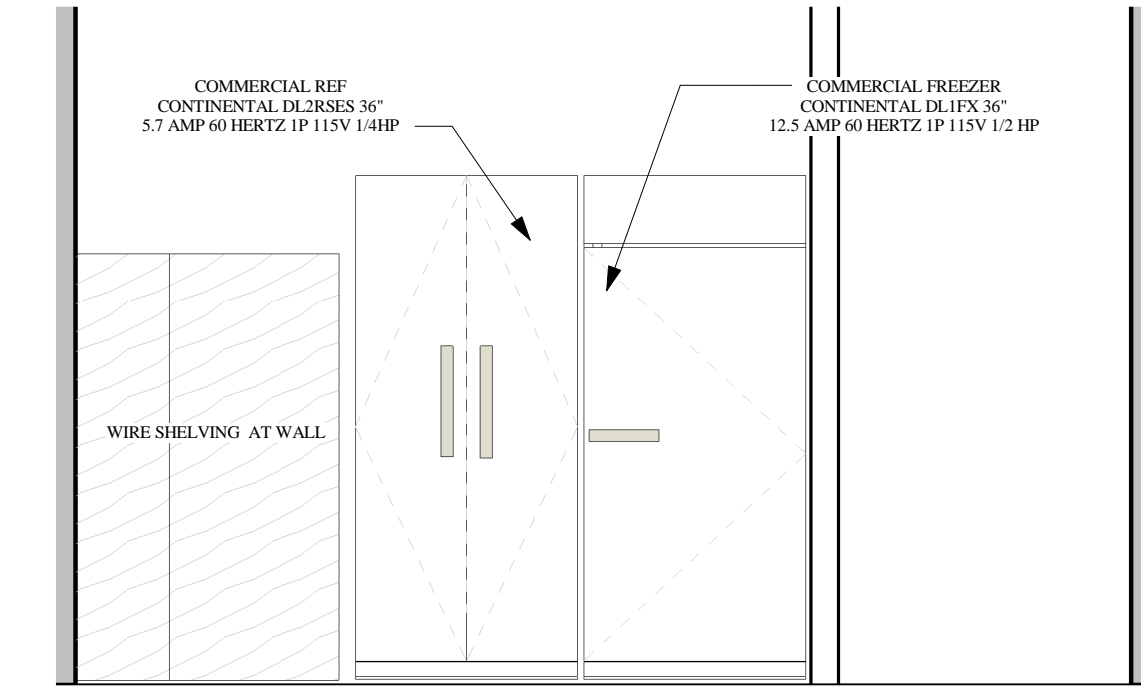 COMMERCIAL REF
CONTINENTAL DL2RSES 36"
5.7 AMP 60 HERTZ 1P 115V 1/4HP
COMMERCIAL FREEZER
CONTINENTAL DL1FX 36"
12.5 AMP 60 HERTZ 1P 115V 1/2 HP
WIRE SHELVING AT WALL